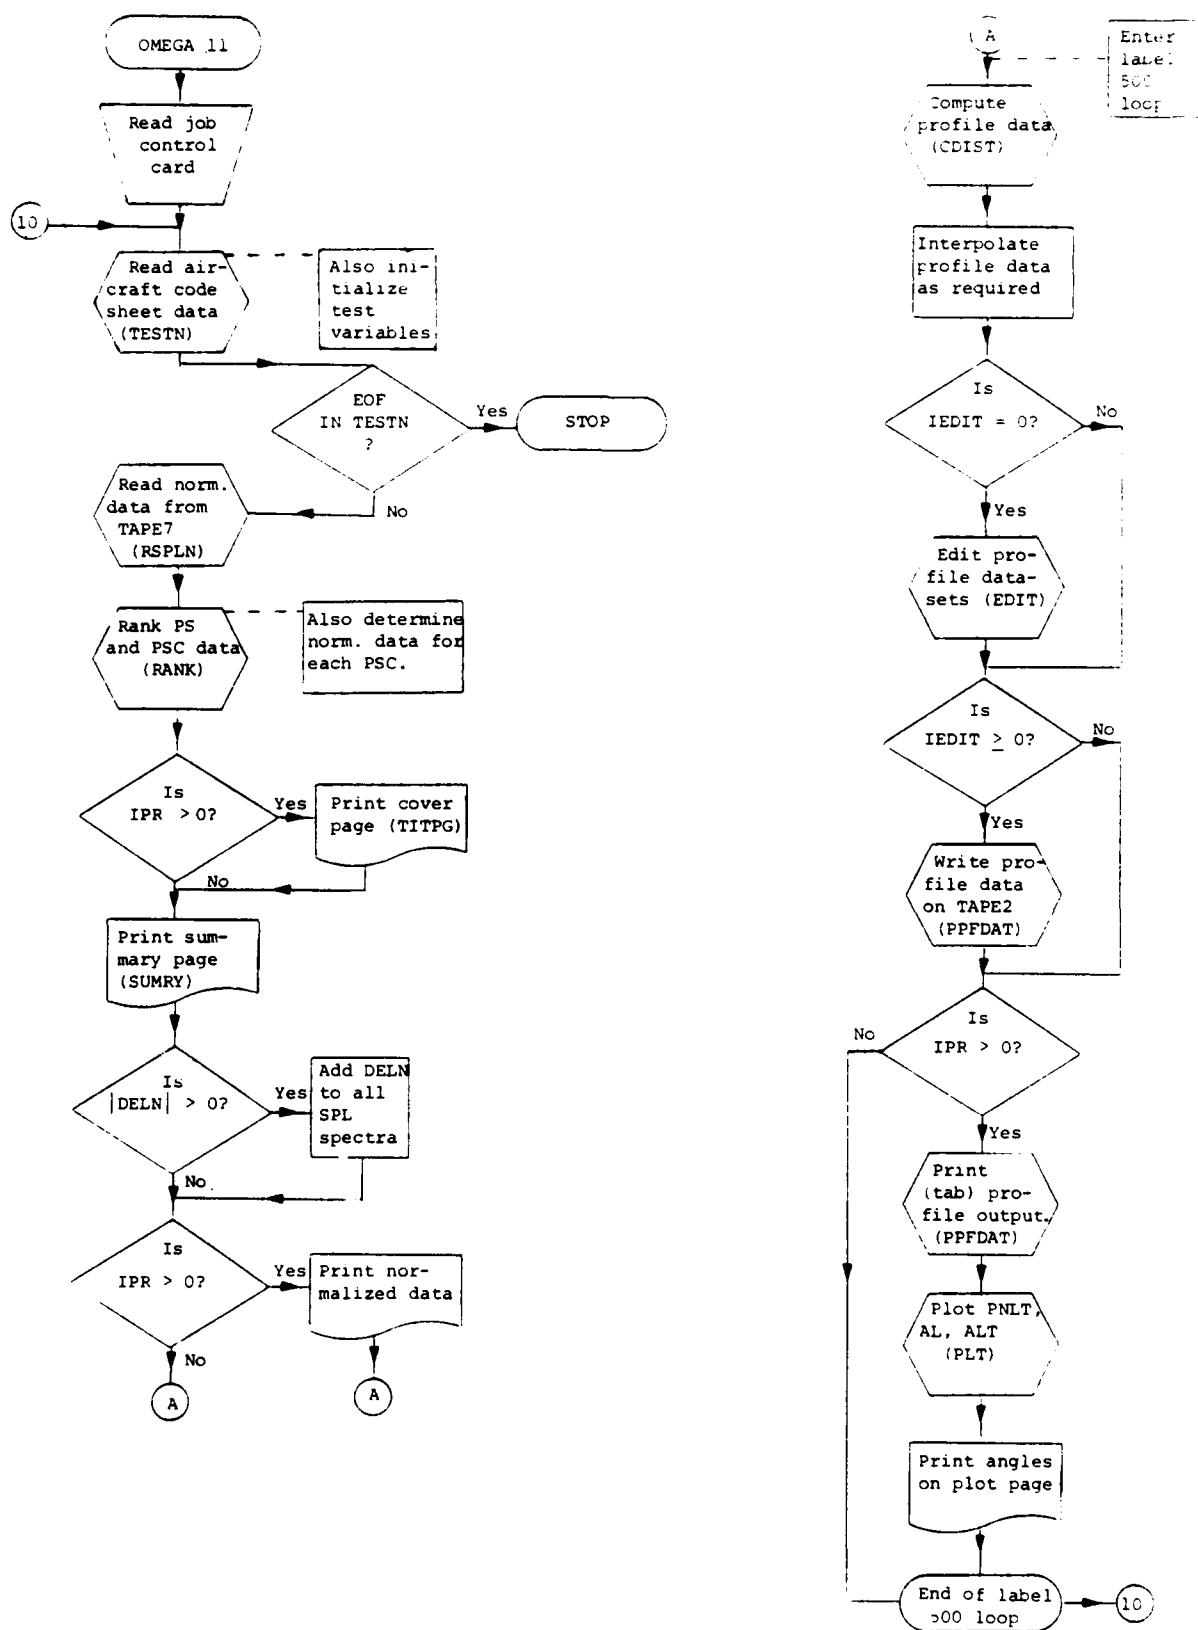 OMEGA 11
Read job
control
card
10
Read air-
craft code
sheet data
(TESTN)
Also ini-
tialize
test
variables
EOF
IN TESTN
?
Yes
STOP
No
Read norm.
data from
TAPE7
(RSPLN)
Rank PS
and PSC data
(RANK)
Also determine
norm. data for
each PSC.
Is
IPR > 0?
Yes
Print cover
page (TITPG)
No
Print sum-
mary page
(SUMRY)
Is
|DELN| > 0?
Yes
Add DELN
to all
SPL
spectra
No
Is
IPR > 0?
Yes
Print nor-
malized data
No
A
A
A
Enter
label
500
loop
Compute
profile data
(CDIST)
Interpolate
profile data
as required
Is
IEDIT = 0?
No
Yes
Edit pro-
file data-
sets (EDIT)
Is
IEDIT ≥ 0?
No
Yes
Write pro-
file data
on TAPE2
(PPFDAT)
Is
IPR > 0?
No
Yes
Print
(tab) pro-
file output.
(PPFDAT)
Plot PNLT,
AL, ALT
(PLT)
Print angles
on plot page
End of label
500 loop
10